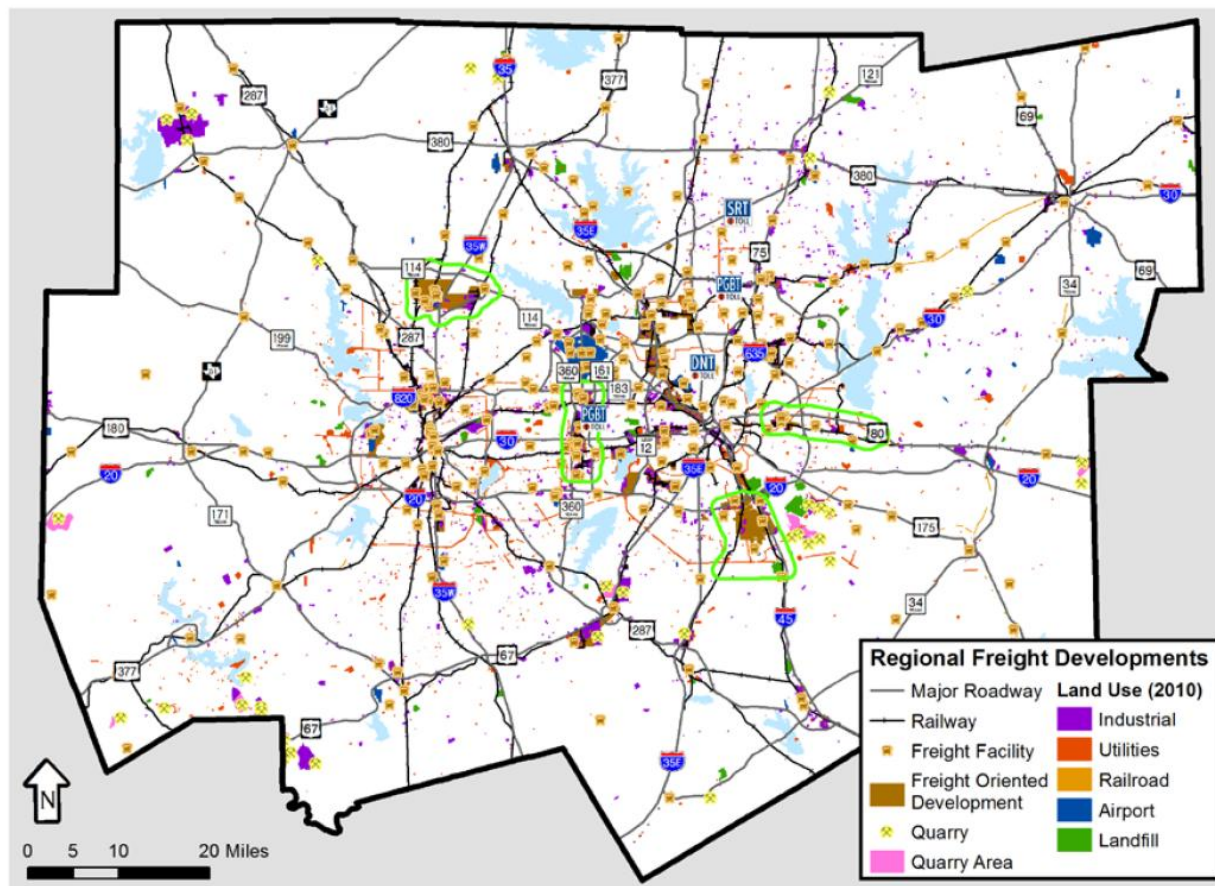 35
377
121
287
69
380
380
30
SRT
TOLL
35E
35W
75
69
114
PGBT
TOLL
34
114
287
30
199
635
360
161
DNT
TOLL
183
820
PGBT
TOLL
180
30
12
80
35E
20
20
20
20
171
360
175
35W
34
45
287
67
377
67
35E
Regional Freight Developments
Major Roadway
Land Use (2010)
Railway
Industrial
Freight Facility
Utilities
Freight Oriented
Development
Railroad
Quarry
Airport
Quarry Area
Landfill
N
0 5 10 20 Miles